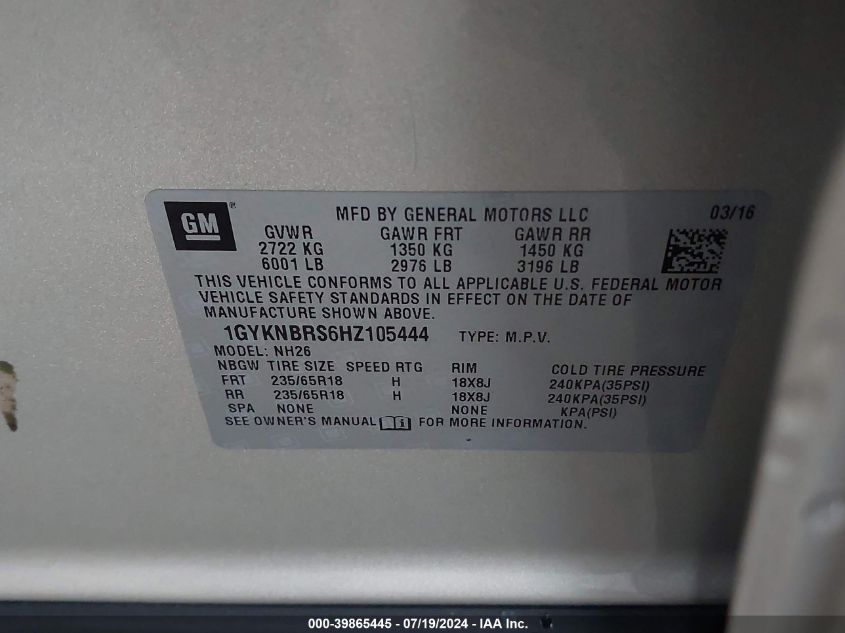 GM®
MFD BY GENERAL MOTORS LLC 03/16
GVWR GAWR FRT GAWR RR
2722 KG 1350 KG 1450 KG
6001 LB 2976 LB 3196 LB
THIS VEHICLE CONFORMS TO ALL APPLICABLE U.S. FEDERAL MOTOR
VEHICLE SAFETY STANDARDS IN EFFECT ON THE DATE OF
MANUFACTURE SHOWN ABOVE.
1GYKNBRS6HZ105444 TYPE: M.P.V.
MODEL: NH26
NBGW TIRE SIZE SPEED RTG RIM COLD TIRE PRESSURE
FRT 235/65R18 H 18X8J 240KPA(35PSI)
RR 235/65R18 H 18X8J 240KPA(35PSI)
SPA NONE NONE KPA(PSI)
SEE OWNER'S MANUAL FOR MORE INFORMATION.
000-39865445 - 07/19/2024 - IAA Inc.